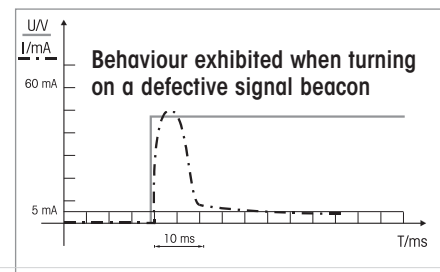 U/V
I/mA
Behaviour exhibited when turning
on a defective signal beacon
60 mA
5 mA
10 ms
T/ms